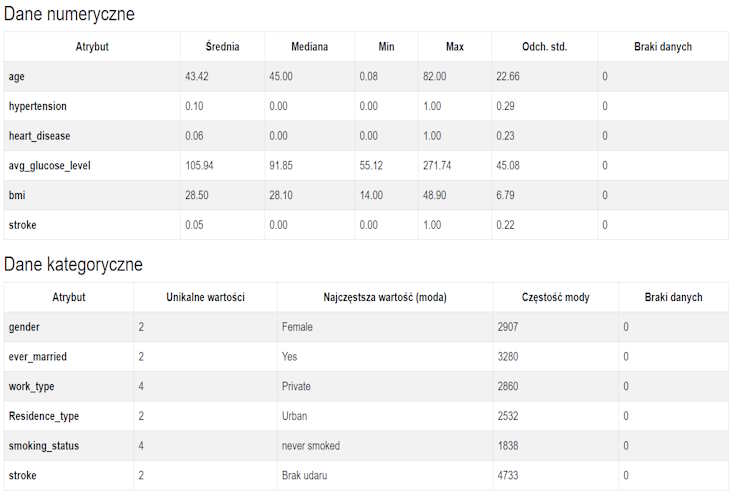 Dane numeryczne
Atrybut Średnia Mediana Min Max Odch. std. Braki danych
age 43.42 45.00 0.08 82.00 22.66 0
hypertension 0.10 0.00 0.00 1.00 0.29 0
heart_disease 0.06 0.00 0.00 1.00 0.23 0
avg_glucose_level 105.94 91.85 55.12 271.74 45.08 0
bmi 28.50 28.10 14.00 48.90 6.79 0
stroke 0.05 0.00 0.00 1.00 0.22 0
Dane kategoryczne
Atrybut Unikalne wartości Najczęstsza wartość (moda) Częstość mody Braki danych
gender 2 Female 2907 0
ever_married 2 Yes 3280 0
work_type 4 Private 2860 0
Residence_type 2 Urban 2532 0
smoking_status 4 never smoked 1838 0
stroke 2 Brak udaru 4733 0